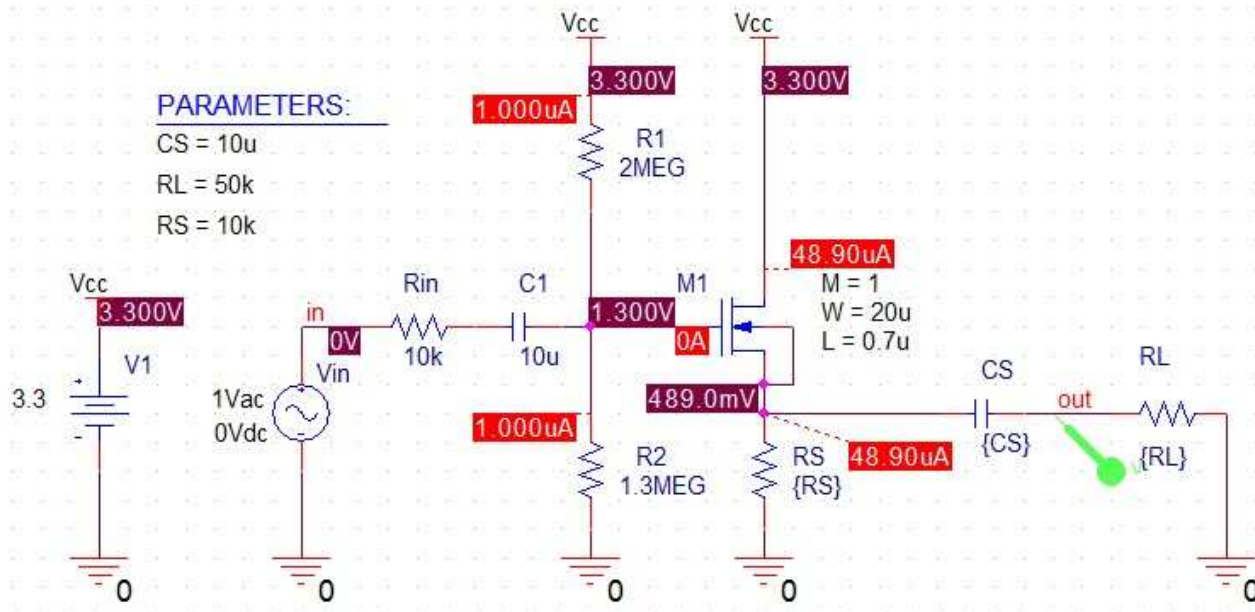 Vcc
Vcc
3.300V
3.300V
PARAMETERS:
1.000uA
CS = 10u
R1
2MEG
RL = 50k
RS = 10k
48.90uA
M = 1
W = 20u
L = 0.7u
Vcc
3.300V
in
Rin
C1
1.300V
M1
0V
10k
10u
0A
RL
V1
Vin
CS
out
3.3
+
-
1Vac
0Vdc
489.0mV
1.000uA
48.90uA
{CS}
{RL}
R2
1.3MEG
RS
{RS}
0
0
0
0
0